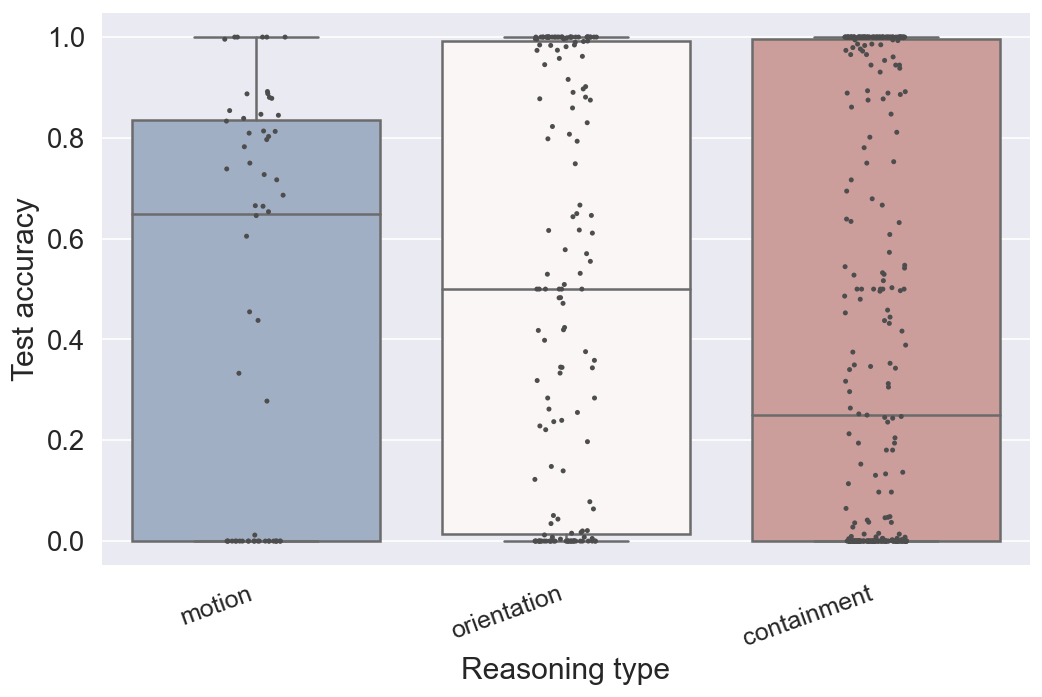 1.0
0.8
0.6
0.4
0.2
0.0
Test accuracy
motion
orientation
containment
Reasoning type